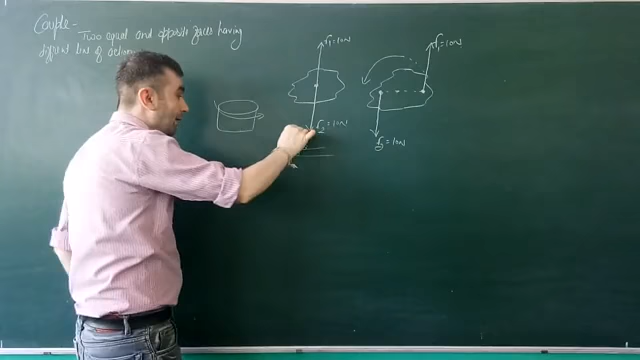 Couple - Two equal and opposite forces having
different line of action
F₁=10N
F₂=10N
F₁=10N
F₂=10N